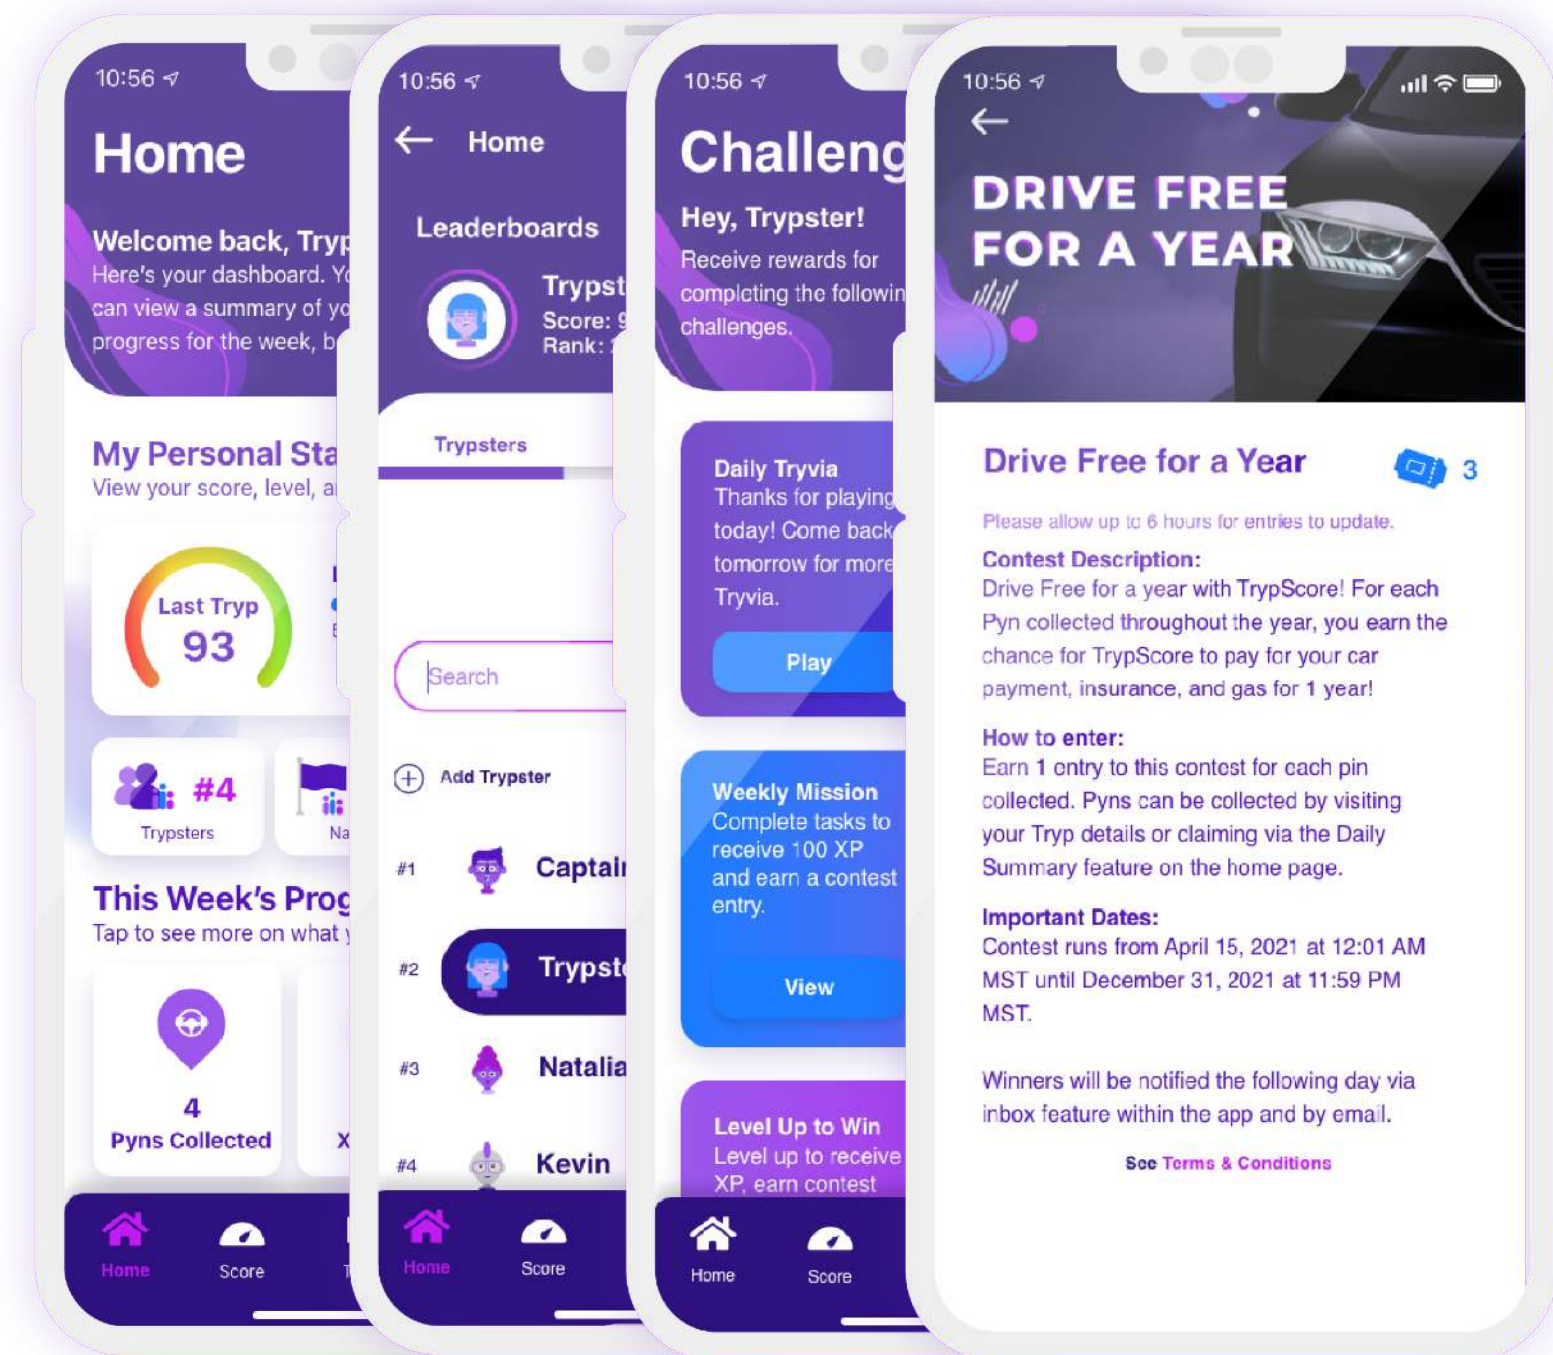 10:56
Home
Welcome back,
Here's your dashboard.
can view a summary of
progress for the week,
My Personal
View your score, level,
Last Tryp
93
#4
Trypsters
This Week's
Tap to see more on what
4
Pyns Collected
Home
Score
10:56
Home
Leaderboards
Score:
Rank:
Trypsters
Search
Add Trypster
#1
#2
#3
Natalia
#4
Kevin
Home
Score
10:56
Hey, Trypster!
Receive rewards for
completing the
challenges.
Daily Tryvia
Thanks for playing
today! Come back
tomorrow for more
Tryvia.
Play
Weekly Mission
Complete tasks to
receive 100 XP
and earn a contest
entry.
View
Level Up to Win
Level up to receive
XP, earn contest
Home
Score
10:56
DRIVE FREE
FOR A YEAR
Drive Free for a Year
3
Please allow up to 6 hours for entries to update.
Contest Description:
Drive Free for a year with TrypScore! For each
Pyn collected throughout the year, you earn the
chance for TrypScore to pay for your car
payment, insurance, and gas for 1 year!
How to enter:
Earn 1 entry to this contest for each pin
collected. Pyns can be collected by visiting
your Tryp details or claiming via the Daily
Summary feature on the home page.
Important Dates:
Contest runs from April 15, 2021 at 12:01 AM
MST until December 31, 2021 at 11:59 PM
MST.
Winners will be notified the following day via
inbox feature within the app and by email.
See Terms & Conditions